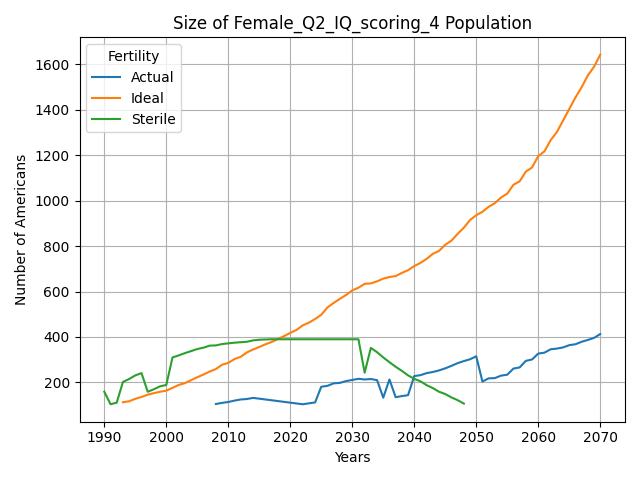 Size of Female_Q2_IQ_scoring_4 Population
Fertility
Actual
Ideal
Sterile
Number of Americans
1600
1400
1200
1000
800
600
400
200
1990 2000 2010 2020 2030 2040 2050 2060 2070
Years